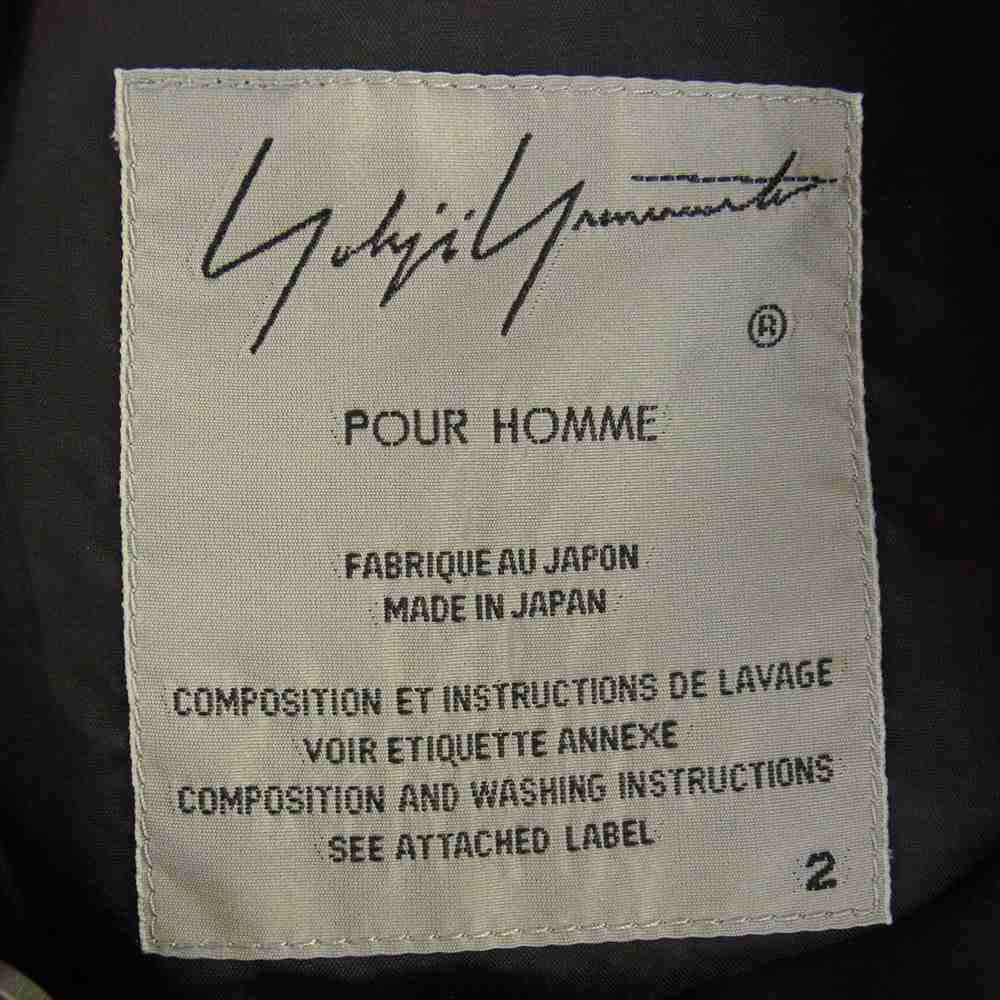 Yohji Yamamoto
®
POUR HOMME
FABRIQUE AU JAPON
MADE IN JAPAN
COMPOSITION ET INSTRUCTIONS DE LAVAGE
VOIR ETIQUETTE ANNEXE
COMPOSITION AND WASHING INSTRUCTIONS
SEE ATTACHED LABEL
2